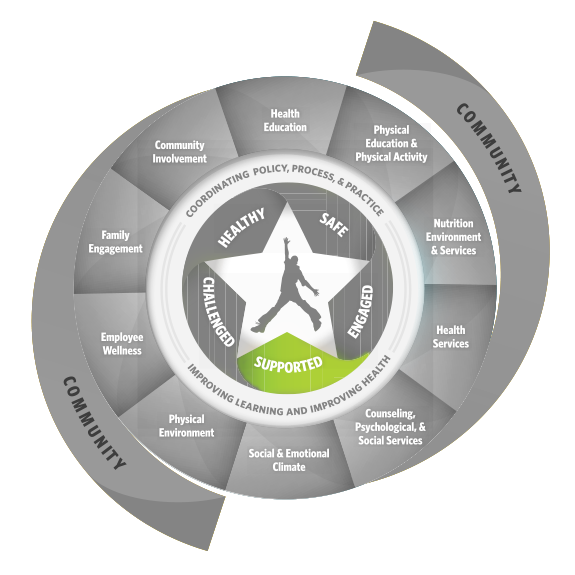 COMMUNITY
Health
Education
Physical
Education &
Physical Activity
Nutrition
Environment
& Services
Health
Services
Counseling,
Psychological, &
Social Services
Social & Emotional
Climate
Physical
Environment
Employee
Wellness
Family
Engagement
Community
Involvement
COORDINATING POLICY, PROCESS, & PRACTICE
HEALTHY
SAFE
ENGAGED
SUPPORTED
CHALLENGED
IMPROVING LEARNING AND IMPROVING HEALTH
COMMUNITY